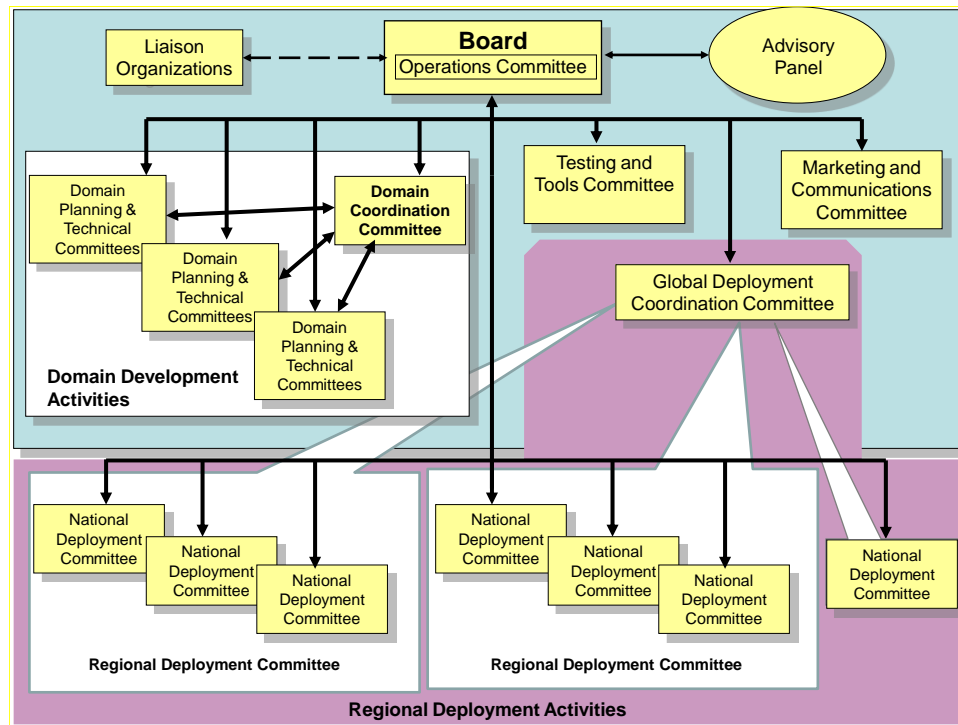 Liaison
Organizations
Board
Operations Committee
Advisory
Panel
Domain
Planning &
Technical
Committees
Domain
Coordination
Committee
Testing and
Tools Committee
Marketing and
Communications
Committee
Domain
Planning &
Technical
Committees
Domain
Planning &
Technical
Committees
Global Deployment
Coordination Committee
Domain Development
Activities
National
Deployment
Committee
National
Deployment
Committee
National
Deployment
Committee
Regional Deployment Committee
National
Deployment
Committee
National
Deployment
Committee
National
Deployment
Committee
Regional Deployment Committee
National
Deployment
Committee
Regional Deployment Activities